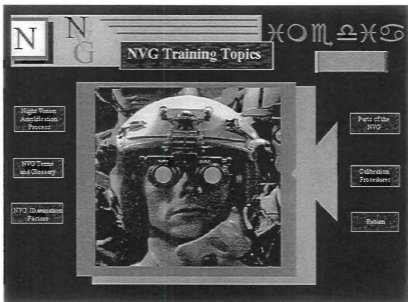 N
N
G
♓○♏♎♓♋
NVG Training Topics
Night Vision
Amplification
Process
NVG Terms
and Glossary
NVG Illumination
Factors
Parts of the
NVG
Calibration
Procedures
Return